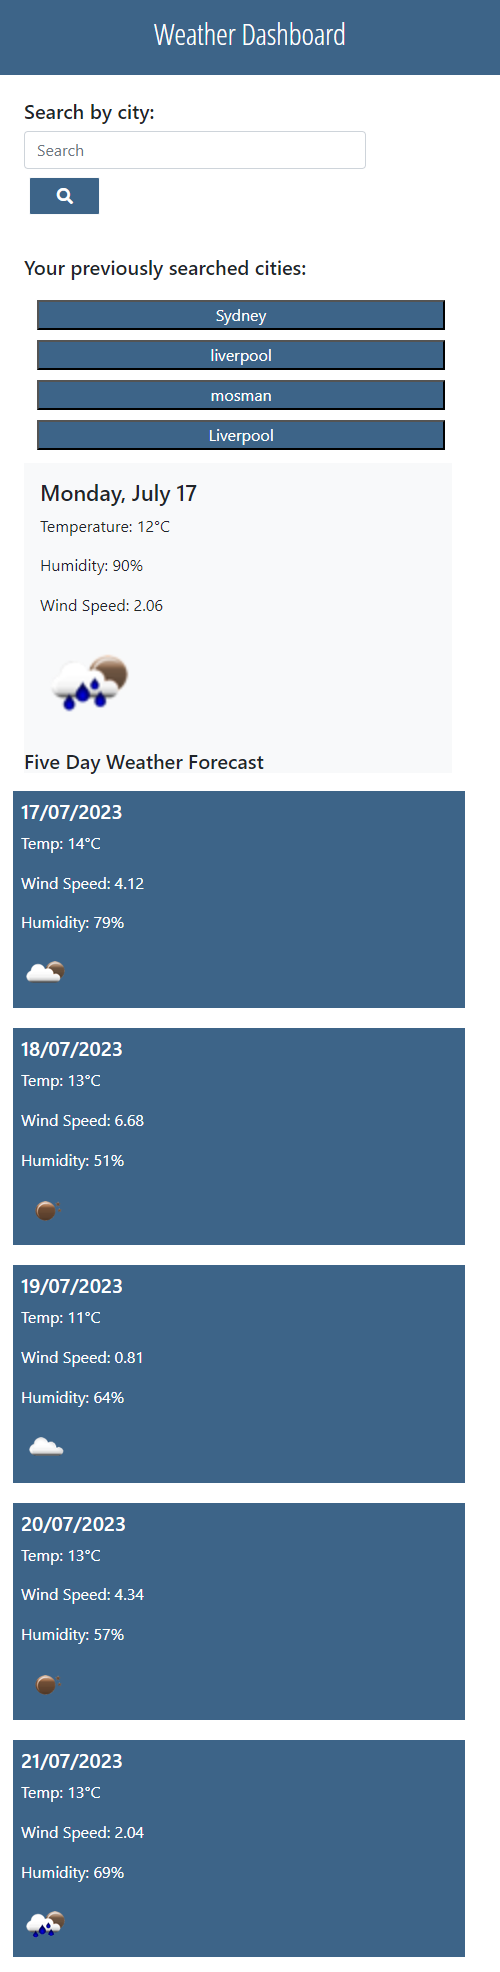 Weather Dashboard
Search by city:
Search
Your previously searched cities:
Sydney
liverpool
mosman
Liverpool
Monday, July 17
Temperature: 12°C
Humidity: 90%
Wind Speed: 2.06
Five Day Weather Forecast
17/07/2023
Temp: 14°C
Wind Speed: 4.12
Humidity: 79%
18/07/2023
Temp: 13°C
Wind Speed: 6.68
Humidity: 51%
19/07/2023
Temp: 11°C
Wind Speed: 0.81
Humidity: 64%
20/07/2023
Temp: 13°C
Wind Speed: 4.34
Humidity: 57%
21/07/2023
Temp: 13°C
Wind Speed: 2.04
Humidity: 69%